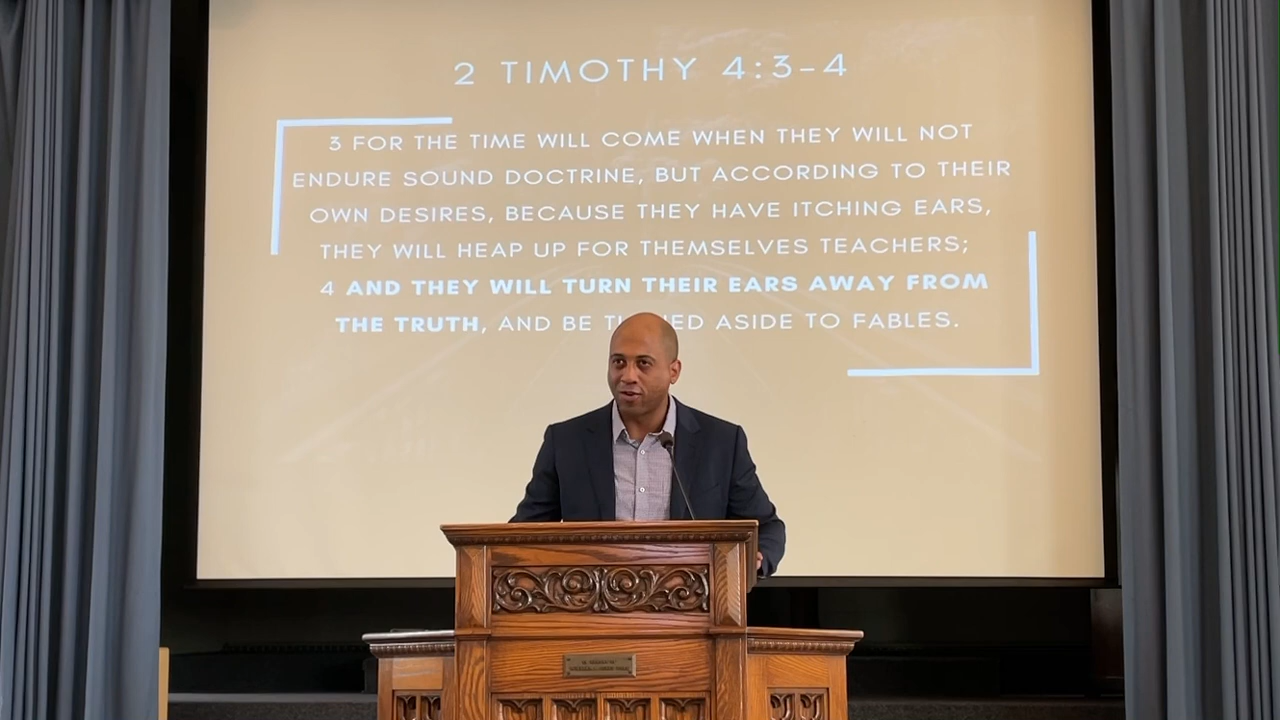 2 TIMOTHY 4:3-4
3 FOR THE TIME WILL COME WHEN THEY WILL NOT
ENDURE SOUND DOCTRINE, BUT ACCORDING TO THEIR
OWN DESIRES, BECAUSE THEY HAVE ITCHING EARS,
THEY WILL HEAP UP FOR THEMSELVES TEACHERS;
4 AND THEY WILL TURN THEIR EARS AWAY FROM
THE TRUTH, AND BE T ED ASIDE TO FABLES.